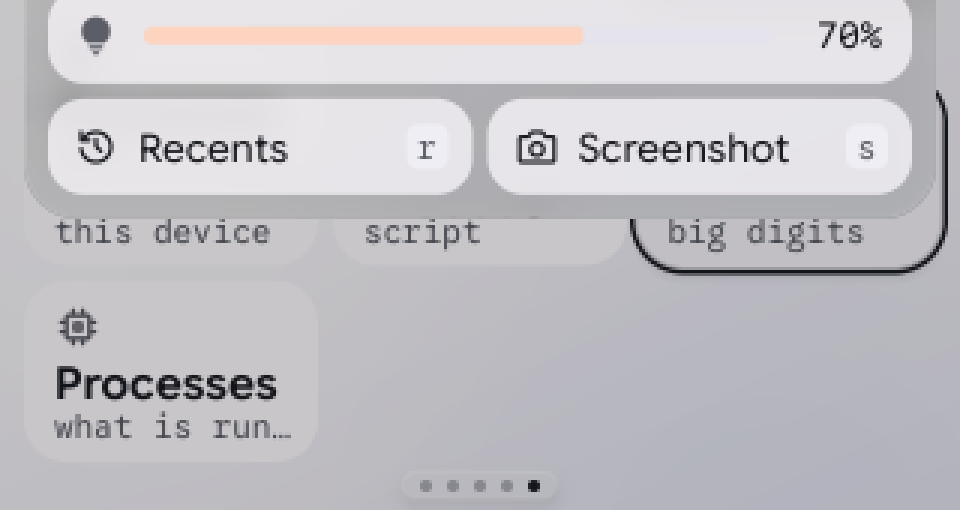 70%
Recents r
Screenshot s
this device
script
big digits
Processes
what is run…